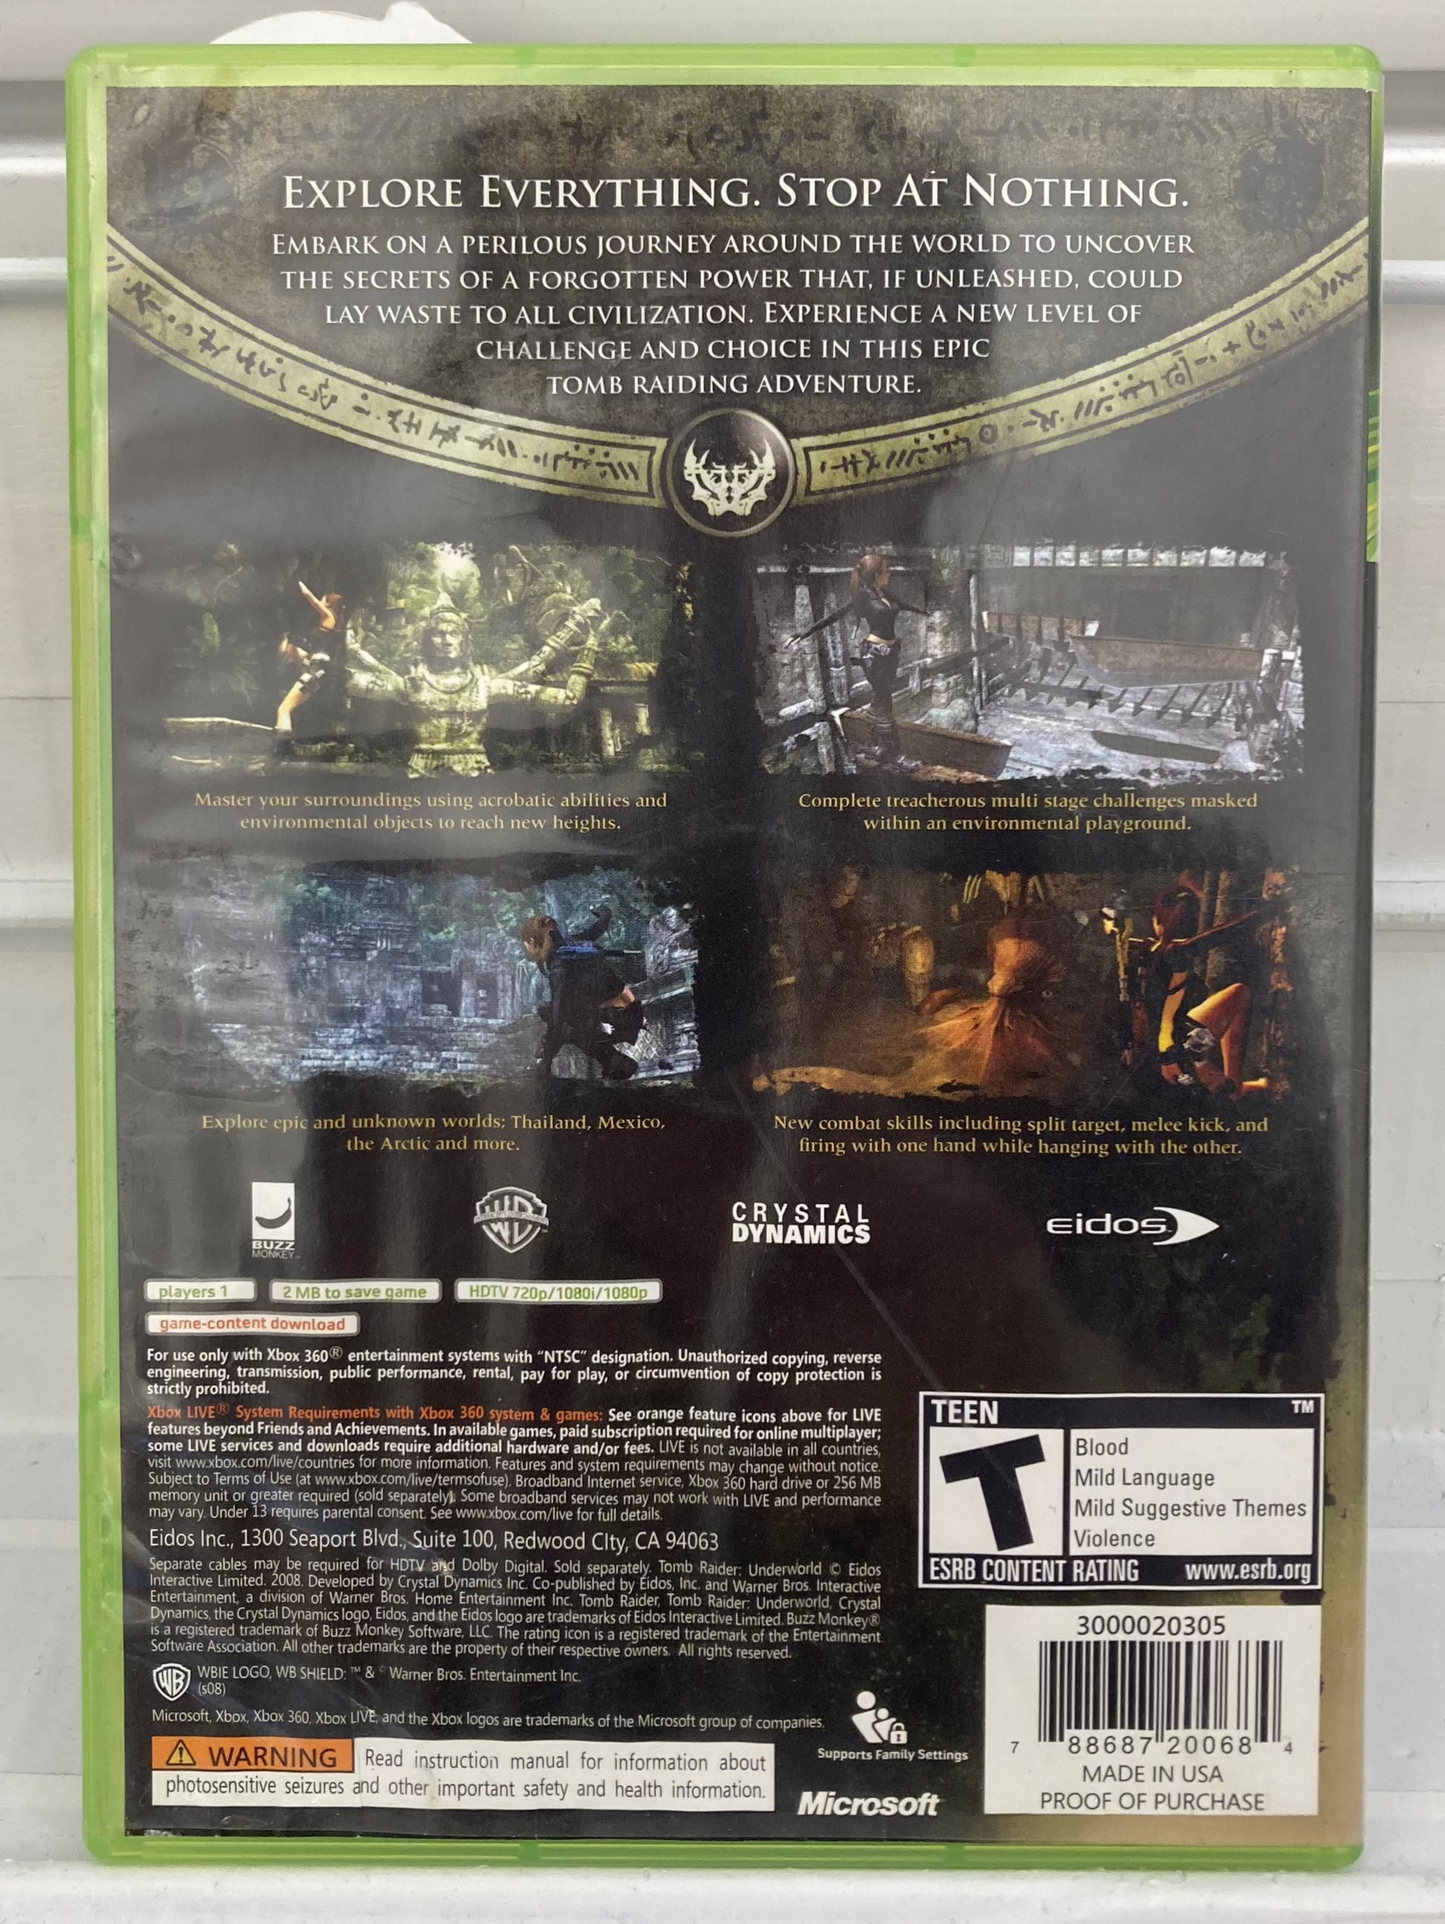 EXPLORE EVERYTHING. STOP AT NOTHING.
EMBARK ON A PERILOUS JOURNEY AROUND THE WORLD TO UNCOVER
THE SECRETS OF A FORGOTTEN POWER THAT, IF UNLEASHED, COULD
LAY WASTE TO ALL CIVILIZATION. EXPERIENCE A NEW LEVEL OF
CHALLENGE AND CHOICE IN THIS EPIC
TOMB RAIDING ADVENTURE.
Master your surroundings using acrobatic abilities and
environmental objects to reach new heights.
Complete treacherous multi stage challenges masked
within an environmental playground.
Explore epic and unknown worlds; Thailand, Mexico,
the Arctic and more.
New combat skills including split target, melee kick, and
firing with one hand while hanging with the other.
BUZZ
MONKEY™
WB
CRYSTAL
DYNAMICS
eidos
players 1
2 MB to save game
HDTV 720p/1080i/1080p
game-content download
For use only with Xbox 360® entertainment systems with “NTSC” designation. Unauthorized copying, reverse
engineering, transmission, public performance, rental, pay for play, or circumvention of copy protection is
strictly prohibited.
Xbox LIVE® System Requirements with Xbox 360 system & games: See orange feature icons above for LIVE
features beyond Friends and Achievements. In available games, paid subscription required for online multiplayer;
some LIVE services and downloads require additional hardware and/or fees. LIVE is not available in all countries,
visit www.xbox.com/live/countries for more information. Features and system requirements may change without notice.
Subject to Terms of Use (at www.xbox.com/live/termsofuse). Broadband Internet service, Xbox 360 hard drive or 256 MB
memory unit or greater required (sold separately). Some broadband services may not work with LIVE and performance
may vary. Under 13 requires parental consent. See www.xbox.com/live for full details.
Eidos Inc., 1300 Seaport Blvd., Suite 100, Redwood CIty, CA 94063
Separate cables may be required for HDTV and Dolby Digital. Sold separately. Tomb Raider: Underworld © Eidos
Interactive Limited. 2008. Developed by Crystal Dynamics Inc. Co-published by Eidos, Inc. and Warner Bros. Interactive
Entertainment, a division of Warner Bros. Home Entertainment Inc. Tomb Raider, Tomb Raider: Underworld, Crystal
Dynamics, the Crystal Dynamics logo, Eidos, and the Eidos logo are trademarks of Eidos Interactive Limited. Buzz Monkey®
is a registered trademark of Buzz Monkey Software, LLC. The rating icon is a registered trademark of the Entertainment
Software Association. All other trademarks are the property of their respective owners. All rights reserved.
WB WBIE LOGO, WB SHIELD: ™ & © Warner Bros. Entertainment Inc.
(s08)
Microsoft, Xbox, Xbox 360, Xbox LIVE, and the Xbox logos are trademarks of the Microsoft group of companies.
WARNING Read instruction manual for information about
photosensitive seizures and other important safety and health information.
Supports Family Settings
Microsoft
TEEN ™
T
Blood
Mild Language
Mild Suggestive Themes
Violence
ESRB CONTENT RATING www.esrb.org
3000020305
7 88687 20068 4
MADE IN USA
PROOF OF PURCHASE